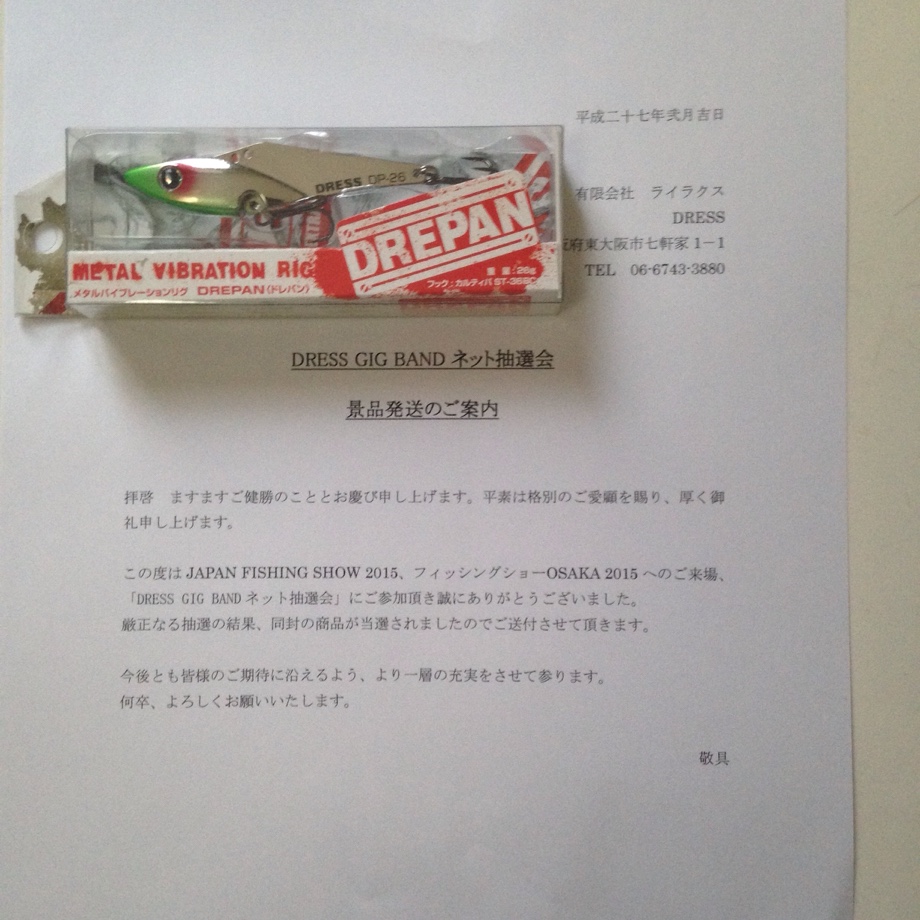 平成二十七年弐月吉日
有限会社　ライラクス
DRESS
府東大阪市七軒家 1－1
TEL　06-6743-3880
DRESS DP-26
DREPAN
METAL VIBRATION RIG
メタルバイブレーションリグ　DREPAN(ドレパン)
重量：26g
フック：カルティバ ST-36BC
DRESS GIG BAND ネット抽選会
景品発送のご案内
拝啓　ますますご健勝のこととお慶び申し上げます。平素は格別のご愛顧を賜り、厚く御
礼申し上げます。
この度は JAPAN FISHING SHOW 2015、フィッシングショーOSAKA 2015 へのご来場、
「DRESS GIG BAND ネット抽選会」にご参加頂き誠にありがとうございました。
厳正なる抽選の結果、同封の商品が当選されましたのでご送付させて頂きます。
今後とも皆様のご期待に沿えるよう、より一層の充実をさせて参ります。
何卒、よろしくお願いいたします。
敬具